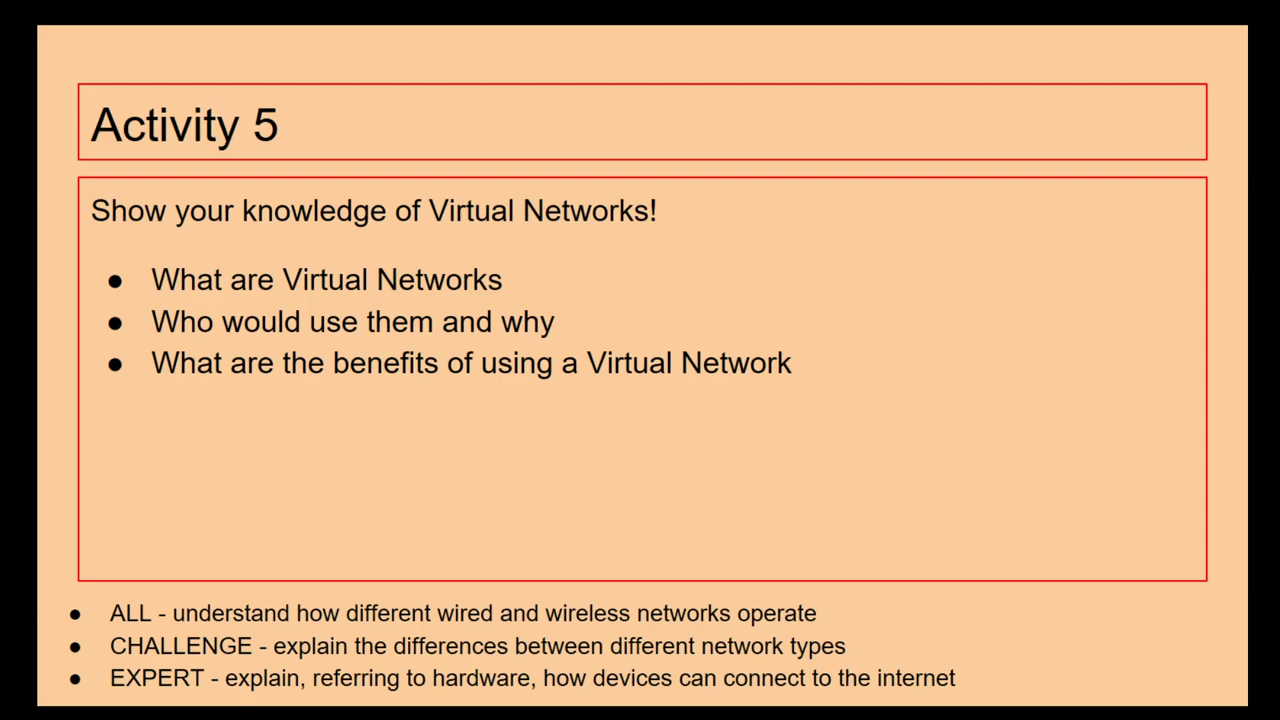 Activity 5
Show your knowledge of Virtual Networks!
● What are Virtual Networks
● Who would use them and why
● What are the benefits of using a Virtual Network
● ALL - understand how different wired and wireless networks operate
● CHALLENGE - explain the differences between different network types
● EXPERT - explain, referring to hardware, how devices can connect to the internet